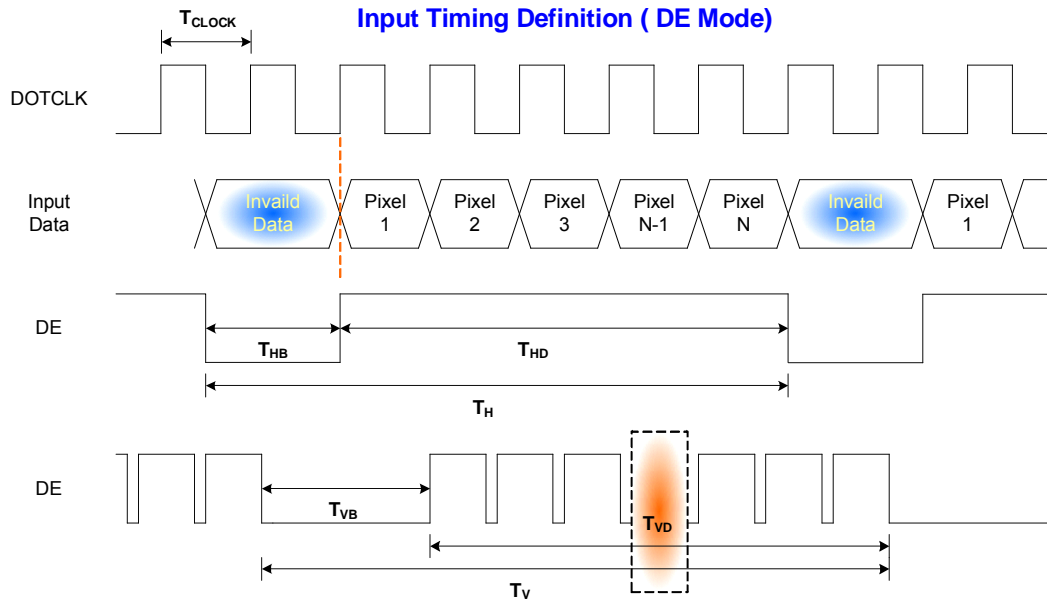 Input Timing Definition ( DE Mode)
TCLOCK
DOTCLK
Input
Data
Invaild
Data
Pixel
1
Pixel
2
Pixel
3
Pixel
N-1
Pixel
N
Invaild
Data
Pixel
1
DE
THB
THD
TH
DE
TVB
TVD
TV